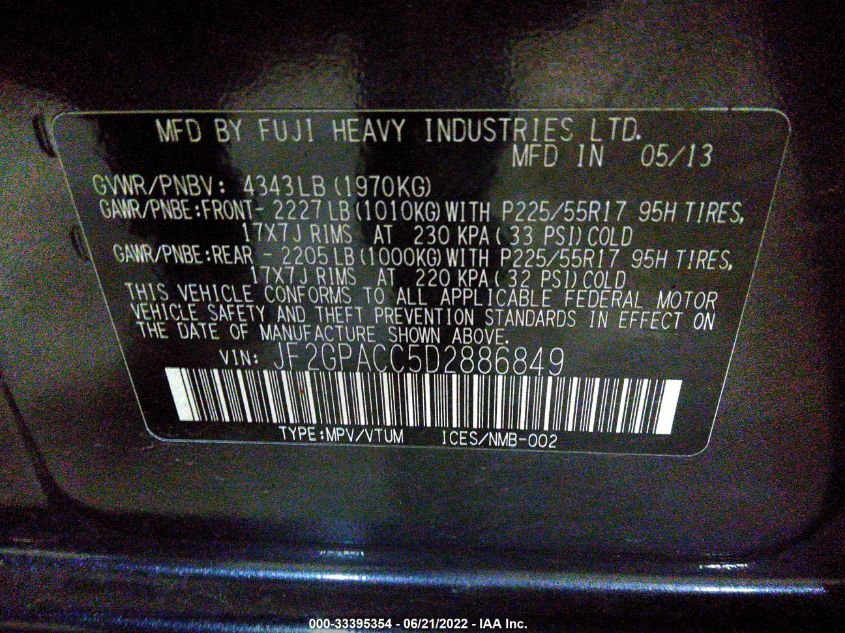 MFD BY FUJI HEAVY INDUSTRIES LTD.
MFD IN 05/13
GVWR/PNBV: 4343LB (1970KG)
GAWR/PNBE:FRONT- 2227 LB (1010KG) WITH P225/55R17 95H TIRES,
17X7J RIMS AT 230 KPA( 33 PSI) COLD
GAWR/PNBE:REAR - 2205 LB (1000KG) WITH P225/55R17 95H TIRES,
17X7J RIMS AT 220 KPA( 32 PSI) COLD
THIS VEHICLE CONFORMS TO ALL APPLICABLE FEDERAL MOTOR
VEHICLE SAFETY AND THEFT PREVENTION STANDARDS IN EFFECT ON
THE DATE OF MANUFACTURE SHOWN ABOVE.
VIN: JF2GPACC5D2886849
TYPE:MPV/VTUM ICES/NMB-002
000-33395354 - 06/21/2022 - IAA Inc.